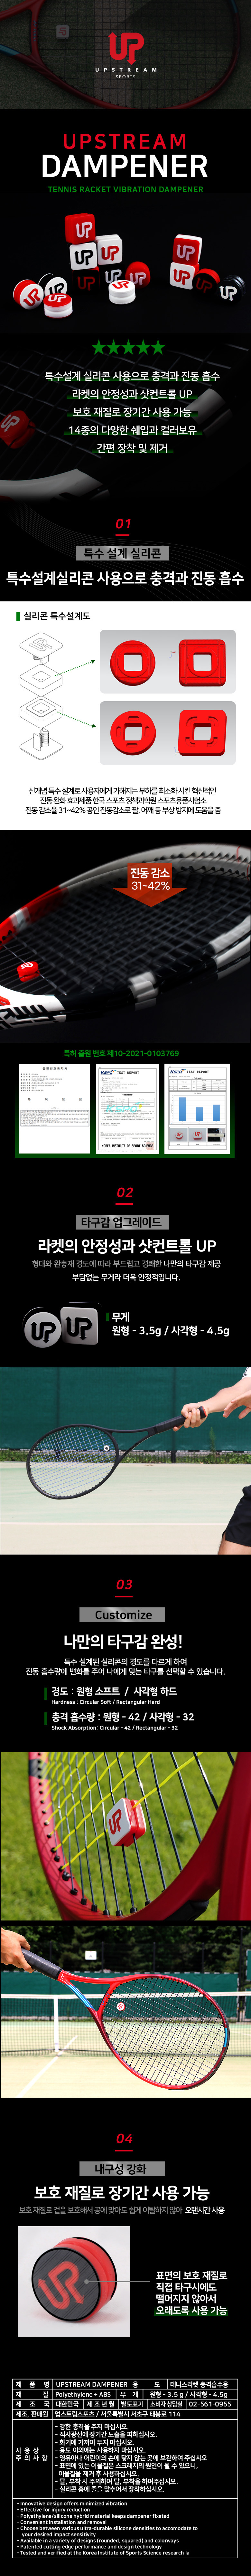 UP
UPSTREAM
SPORTS
UPSTREAM
DAMPENER
TENNIS RACKET VIBRATION DAMPENER
특수설계 실리콘 사용으로 충격과 진동 흡수
라켓의 안정성과 샷컨트롤 UP
보호 재질로 장기간 사용 가능
14종의 다양한 쉐입과 컬러보유
간편 장착 및 제거
01
특수 설계 실리콘
특수설계실리콘 사용으로 충격과 진동 흡수
실리콘 특수설계도
신개념 특수 설계로 사용자에게 가해지는 부하를 최소화 시킨 혁신적인
진동 완화 효과제품 한국 스포츠 정책과학원 스포츠용품시험소
진동 감소율 31~42% 공인 진동감소로 팔, 어깨 등 부상 방지에 도움을 줌
진동 감소
31~42%
특허 출원 번호 제10-2021-0103769
TEST REPORT
TEST REPORT
KOREA INSTITUTE OF SPORT SCIENCE
02
타구감 업그레이드
라켓의 안정성과 샷컨트롤 UP
형태와 완충재 경도에 따라 부드럽고 경쾌한 나만의 타구감 제공
부담없는 무게라 더욱 안정적입니다.
UP UP
무게
원형 - 3.5g / 사각형 - 4.5g
03
Customize
나만의 타구감 완성!
특수 설계된 실리콘의 경도를 다르게 하여
진동 흡수량에 변화를 주어 나에게 맞는 타구를 선택할 수 있습니다.
경도 : 원형 소프트 / 사각형 하드
Hardness : Circular Soft / Rectangular Hard
충격 흡수량 : 원형 - 42 / 사각형 - 32
Shock Absorption: Circular - 42 / Rectangular - 32
UP
04
내구성 강화
보호 재질로 장기간 사용 가능
보호 재질로 겉을 보호해서 공에 맞아도 쉽게 이탈하지 않아 오랜시간 사용
UP
표면의 보호 재질로
직접 타구시에도
떨어지지 않아서
오래도록 사용 가능
제 품 명 UPSTREAM DAMPENER 용 도 테니스라켓 충격흡수용
재 질 Polyethylene + ABS 무 게 원형 - 3.5 g / 사각형 - 4.5g
제 조 국 대한민국 제 조 년 월 별도표기 소비자 상담실 02-561-0955
제조, 판매원 업스트림스포츠 / 서울특별시 서초구 태봉로 114
사 용 상
주 의 사 항
- 강한 충격을 주지 마십시오.
- 직사광선에 장기간 노출을 피하십시오.
- 화기에 가까이 두지 마십시오.
- 용도 이외에는 사용하지 마십시오.
- 영유아나 어린이의 손에 닿지 않는 곳에 보관하여 주십시오
- 표면에 있는 이물질은 스크래치의 원인이 될 수 있으니,
이물질을 제거 후 사용하십시오.
- 탈, 부착 시 주의하여 탈, 부착을 하여주십시오.
- 실리콘 홈에 줄을 맞추어서 장착하십시오.
- Innovative design offers minimized vibration
- Effective for injury reduction
- Polyethylene/silicone hybrid material keeps dampener fixated
- Convenient installation and removal
- Choose between various ultra-durable silicone densities to accomodate to
your desired impact sensitivity
- Available in a variety of designs (rounded, squared) and colorways
- Patented cutting edge performance and design technology
- Tested and verified at the Korea Institute of Sports Science research la